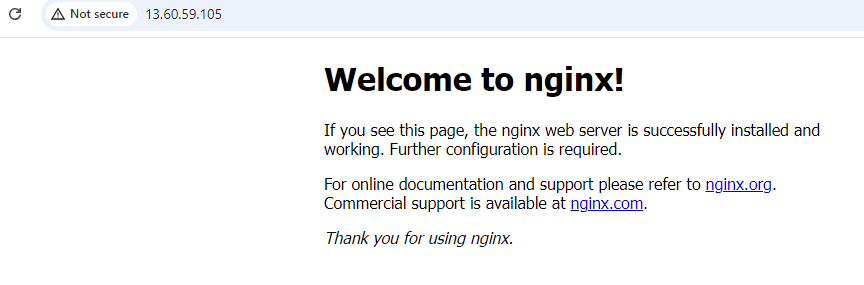 Not secure 13.60.59.105
Welcome to nginx!
If you see this page, the nginx web server is successfully installed and
working. Further configuration is required.
For online documentation and support please refer to nginx.org.
Commercial support is available at nginx.com.
Thank you for using nginx.